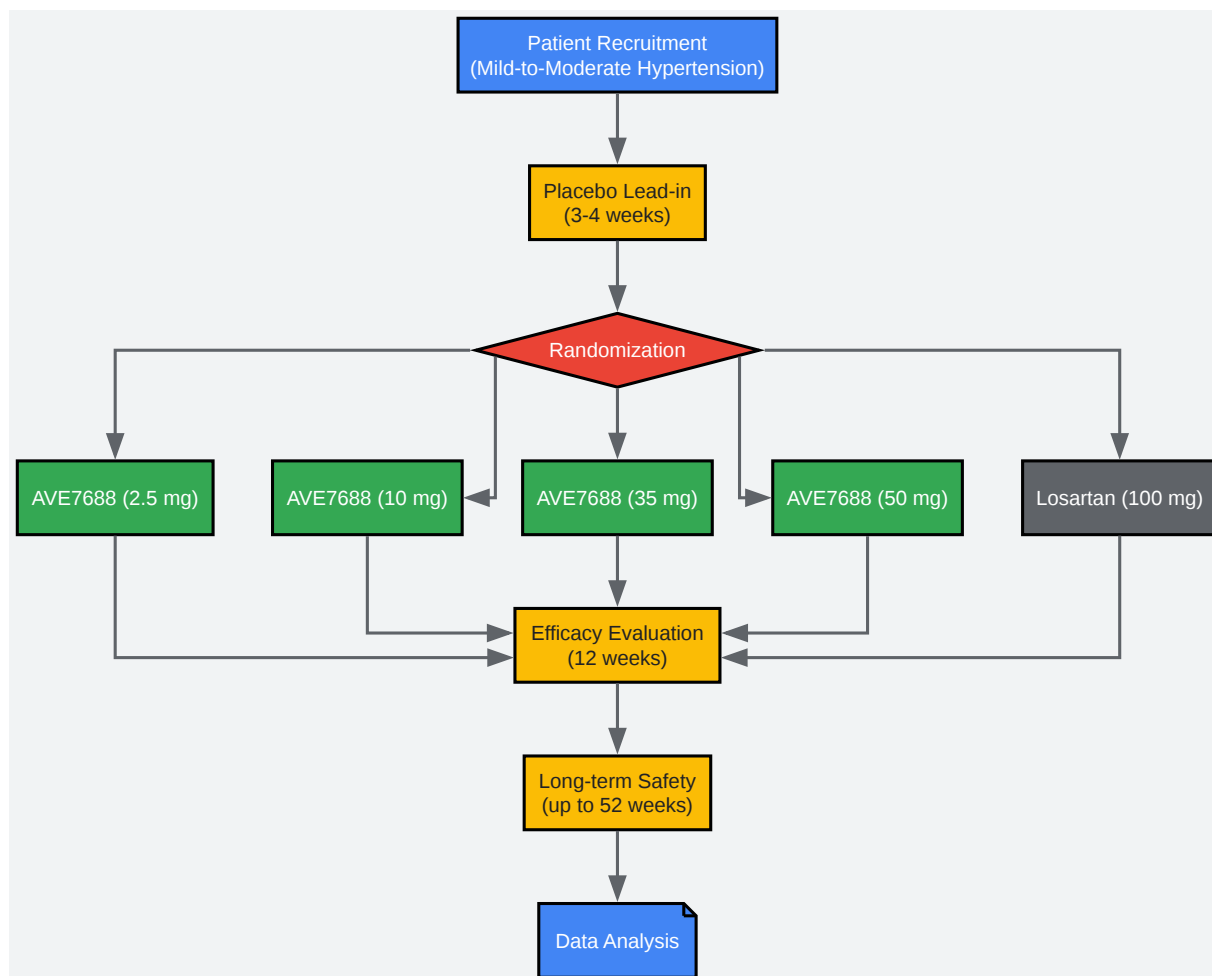 Patient Recruitment
(Mild-to-Moderate Hypertension)
Placebo Lead-in
(3-4 weeks)
Randomization
AVE7688 (2.5 mg)
AVE7688 (10 mg)
AVE7688 (35 mg)
AVE7688 (50 mg)
Losartan (100 mg)
Efficacy Evaluation
(12 weeks)
Long-term Safety
(up to 52 weeks)
Data Analysis